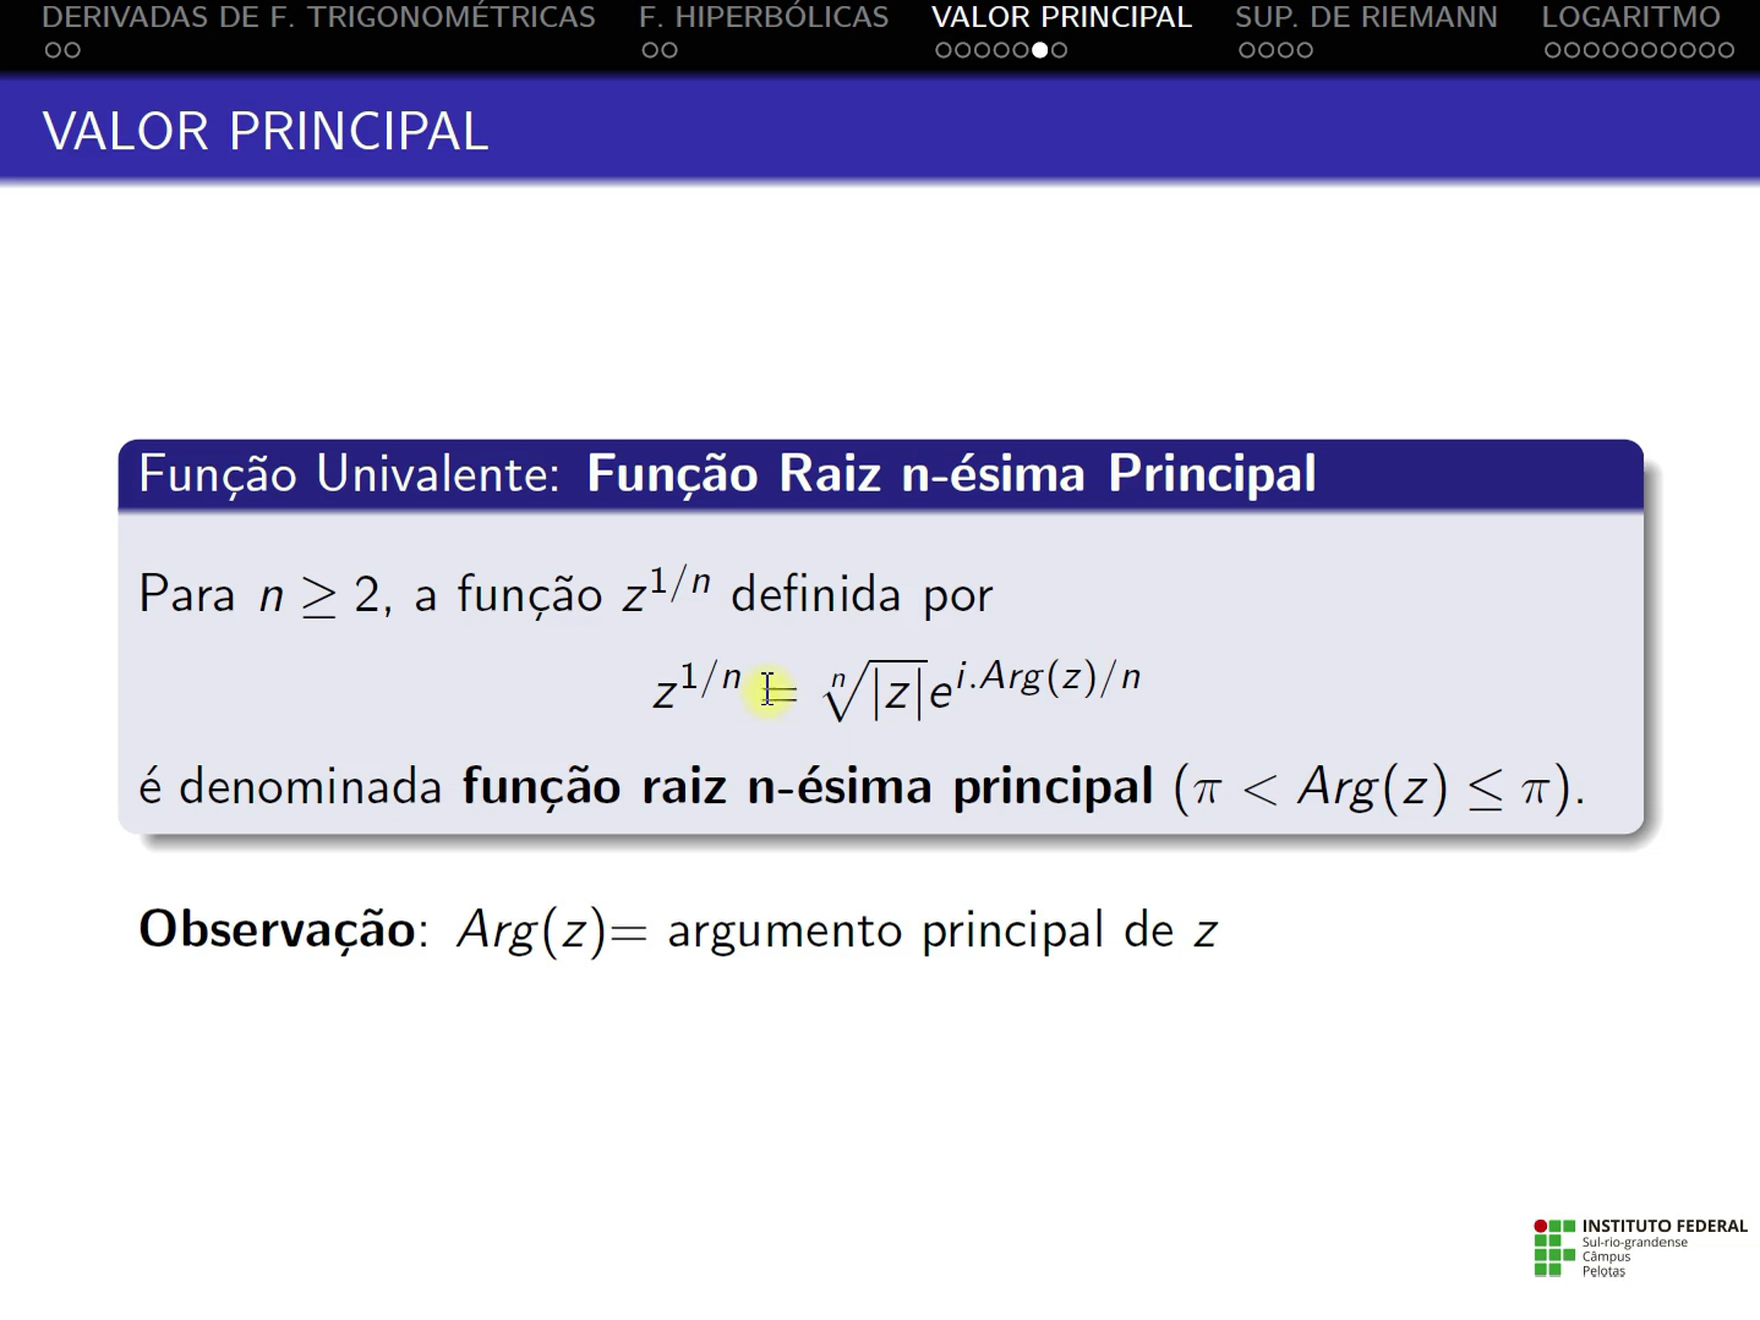 DERIVADAS DE F. TRIGONOMÉTRICAS F. HIPERBÓLICAS VALOR PRINCIPAL SUP. DE RIEMANN LOGARITMO
VALOR PRINCIPAL
Função Univalente: Função Raiz n-ésima Principal
Para n ≥ 2, a função z^{1/n} definida por
z^{1/n} = \sqrt[n]{|z|}e^{i.Arg(z)/n}
é denominada função raiz n-ésima principal (π < Arg(z) ≤ π).
Observação: Arg(z)= argumento principal de z
INSTITUTO FEDERAL
Sul-rio-grandense
Câmpus
Pelotas